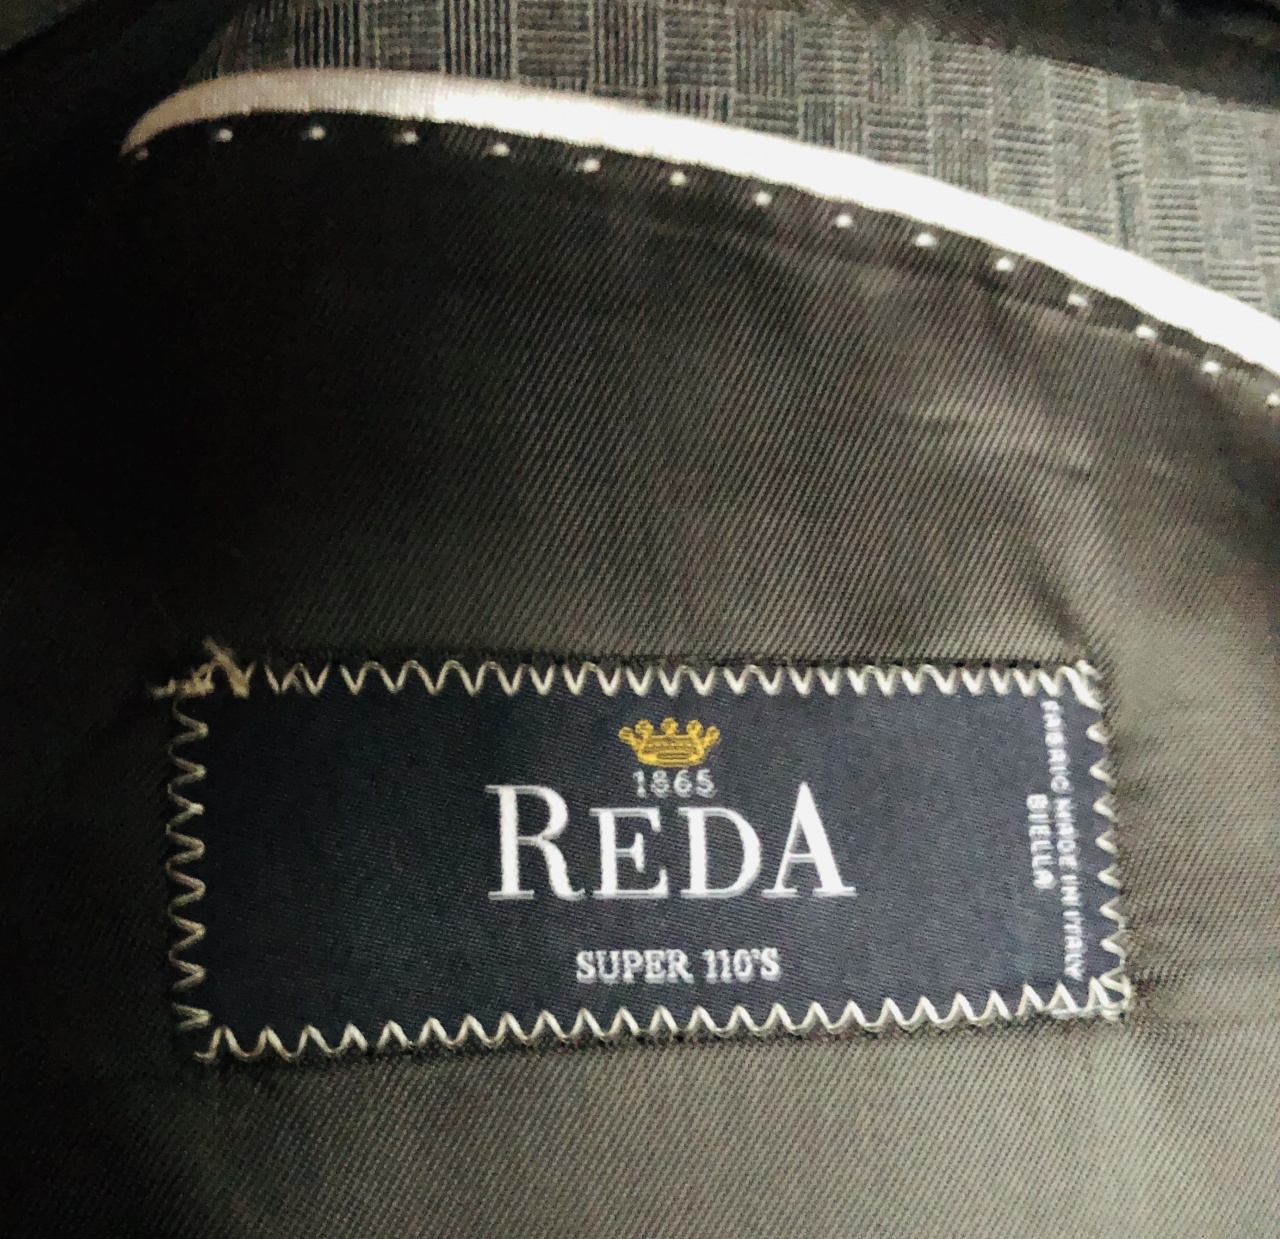 1865
REDA
SUPER 110'S
FABRIC MADE IN ITALY
BIELLA